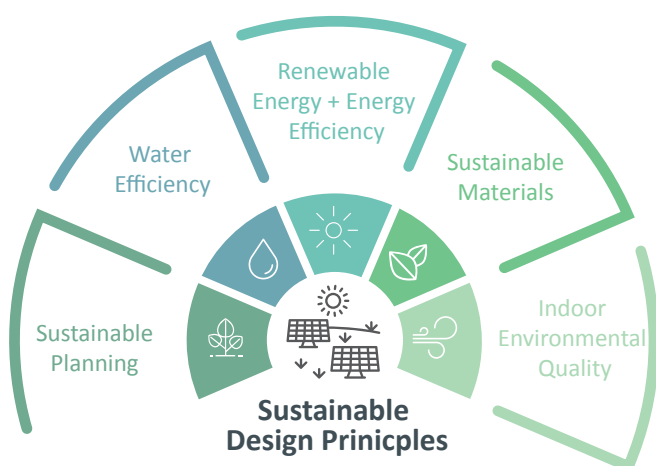 Renewable
Energy + Energy
Efficiency
Water
Efficiency
Sustainable
Materials
Sustainable
Planning
Indoor
Environmental
Quality
Sustainable
Design Prinicples